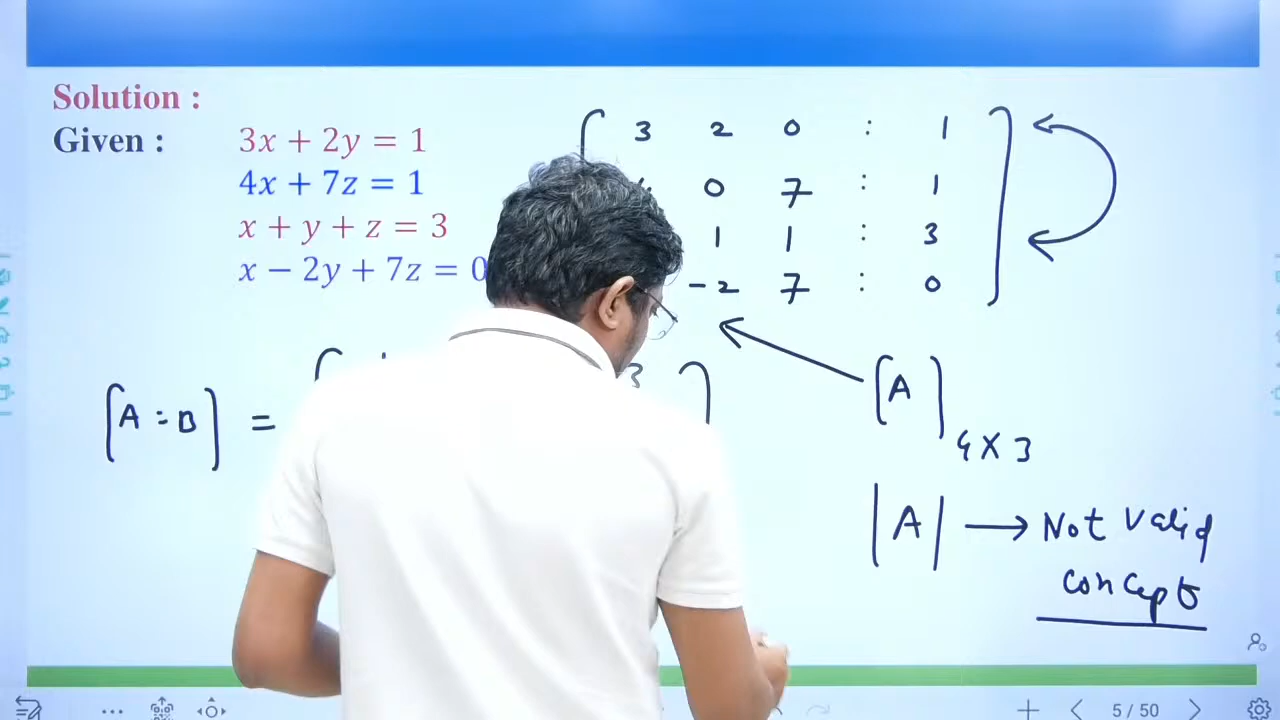 Solution :
Given : 3x + 2y = 1
4x + 7z = 1
x + y + z = 3
x − 2y + 7z = 0
3 2 0 : 1
0 7 : 1
1 1 : 3
-2 7 : 0
[A : B] =
3
[A] 4×3
|A| → Not valid
concept
5 / 50